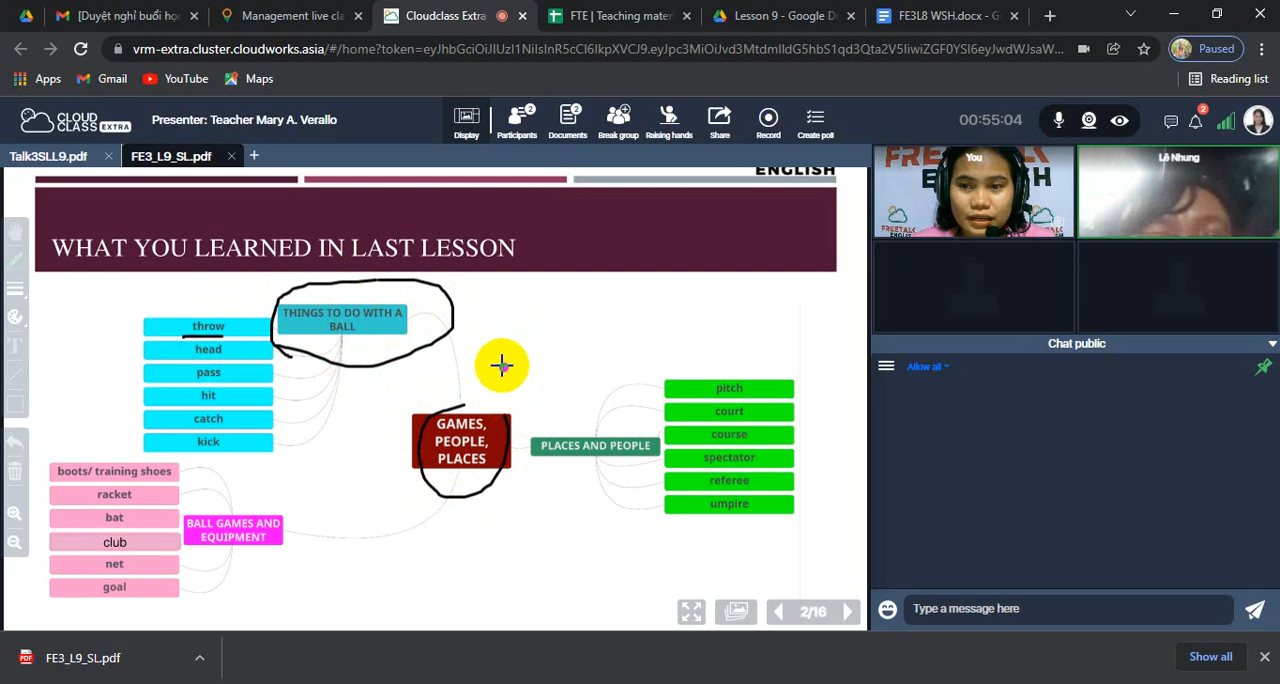 [Duyệt nghỉ buổi họ
Management live cla
Cloudclass Extra
FTE | Teaching mater
Lesson 9 - Google D
FE3L8 WSH.docx - G
vrm-extra.cluster.cloudworks.asia/#/home?token=eyJhbGciOiJIUzI1NiIsInR5cCI6IkpXVCJ9.eyJpc3MiOiJvd3MtdmlldG5hbS1qd3Qta2V5IiwiZGF0YSI6eyJwdWJsaW...
Paused
Apps
Gmail
YouTube
Maps
Reading list
CLOUD
CLASS EXTRA
Presenter: Teacher Mary A. Verallo
Display
Participants
2
Documents
2
Break group
Raising hands
Share
Record
Create poll
00:55:04
2
Talk3SLL9.pdf
FE3_L9_SL.pdf
ENGLISH
WHAT YOU LEARNED IN LAST LESSON
THINGS TO DO WITH A
BALL
throw
head
pass
hit
catch
kick
GAMES,
PEOPLE,
PLACES
PLACES AND PEOPLE
pitch
court
course
spectator
referee
umpire
boots/ training shoes
racket
bat
club
net
goal
BALL GAMES AND
EQUIPMENT
2/16
You
FREETALK
ENGLISH
Lê Nhung
Chat public
Allow all
Type a message here
FE3_L9_SL.pdf
Show all